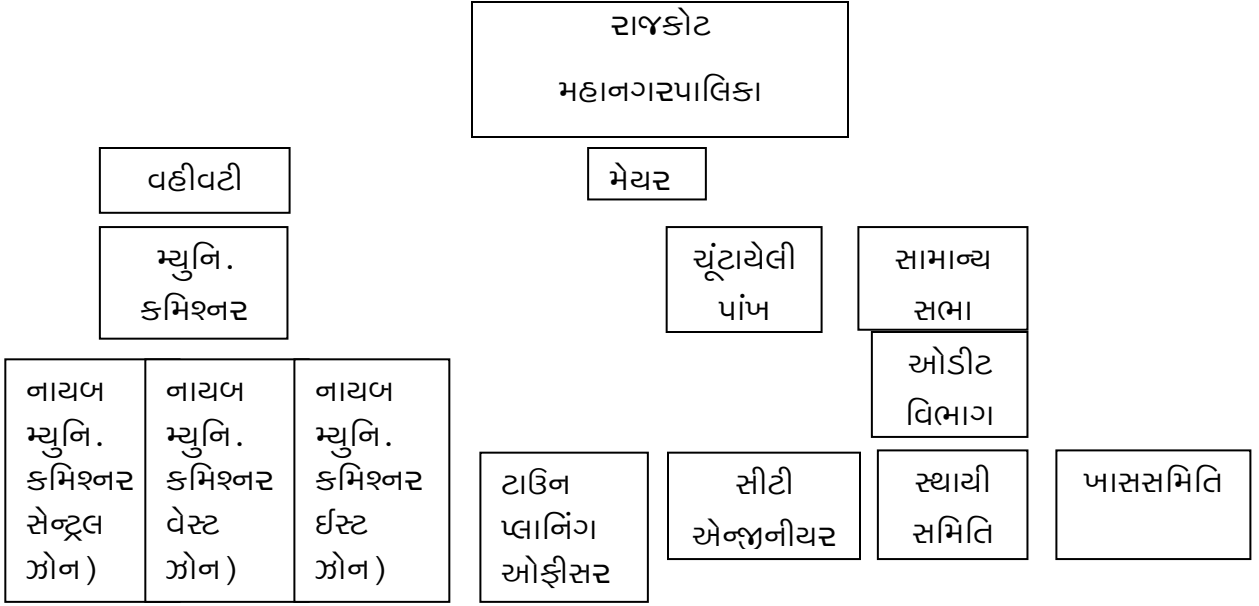 રાજકોટ
મહાનગરપાલિકા
વહીવટી
મેયર
મ્યુનિ.
કમિશ્નર
ચૂંટાયેલી
પાંખ
સામાન્ય
સભા
ઓડીટ
વિભાગ
નાયબ
મ્યુનિ.
કમિશ્નર
સેન્ટ્રલ
ઝોન)
નાયબ
મ્યુનિ.
કમિશ્નર
વેસ્ટ
ઝોન)
નાયબ
મ્યુનિ.
કમિશ્નર
ઈસ્ટ
ઝોન)
ટાઉન
પ્લાનિંગ
ઓફીસર
સીટી
એન્જીનીયર
સ્થાયી
સમિતિ
ખાસસમિતિ